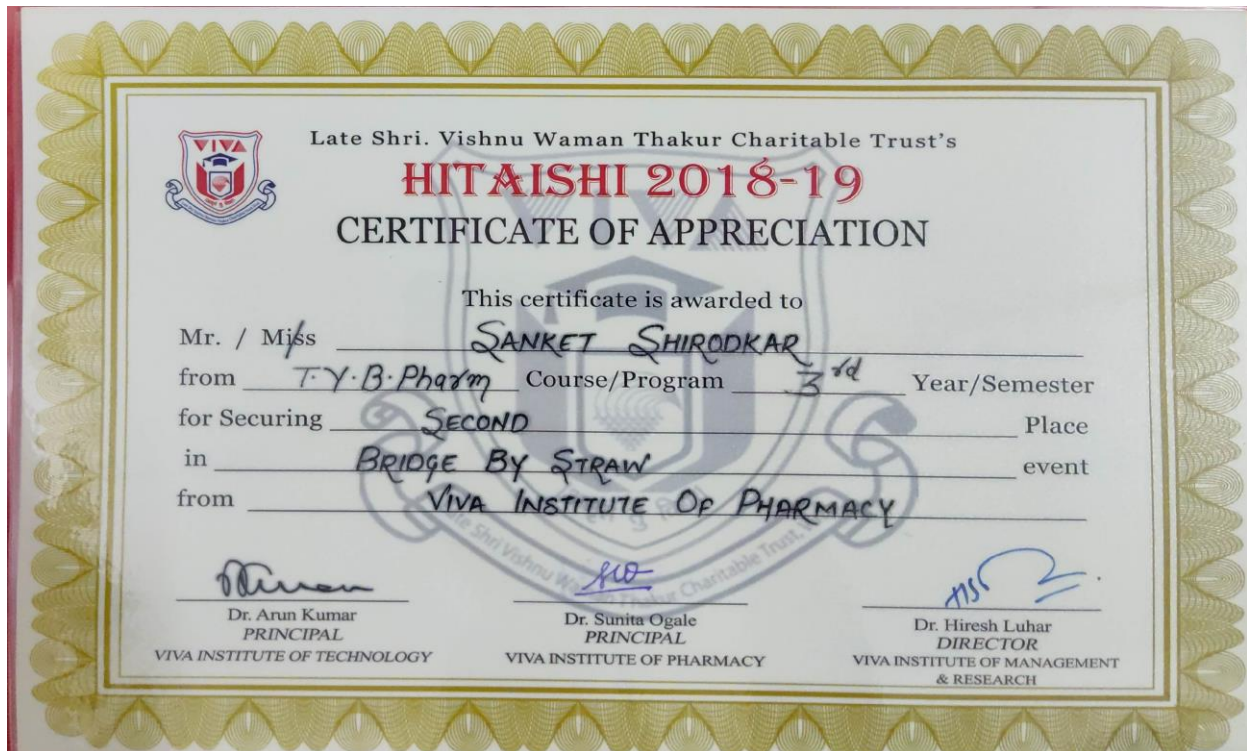 VIVA
Late Shri. Vishnu Waman Thakur Charitable Trust's
HITAISHI 2018-19
CERTIFICATE OF APPRECIATION
This certificate is awarded to
Mr. / Miss SANKET SHIRODKAR
from T.Y.B.Pharm Course/Program 3rd Year/Semester
for Securing SECOND Place
in BRIDGE BY STRAW event
from VIVA INSTITUTE OF PHARMACY
Dr. Arun Kumar Dr. Sunita Ogale Dr. Hiresh Luhar
PRINCIPAL PRINCIPAL DIRECTOR
VIVA INSTITUTE OF TECHNOLOGY VIVA INSTITUTE OF PHARMACY VIVA INSTITUTE OF MANAGEMENT
& RESEARCH